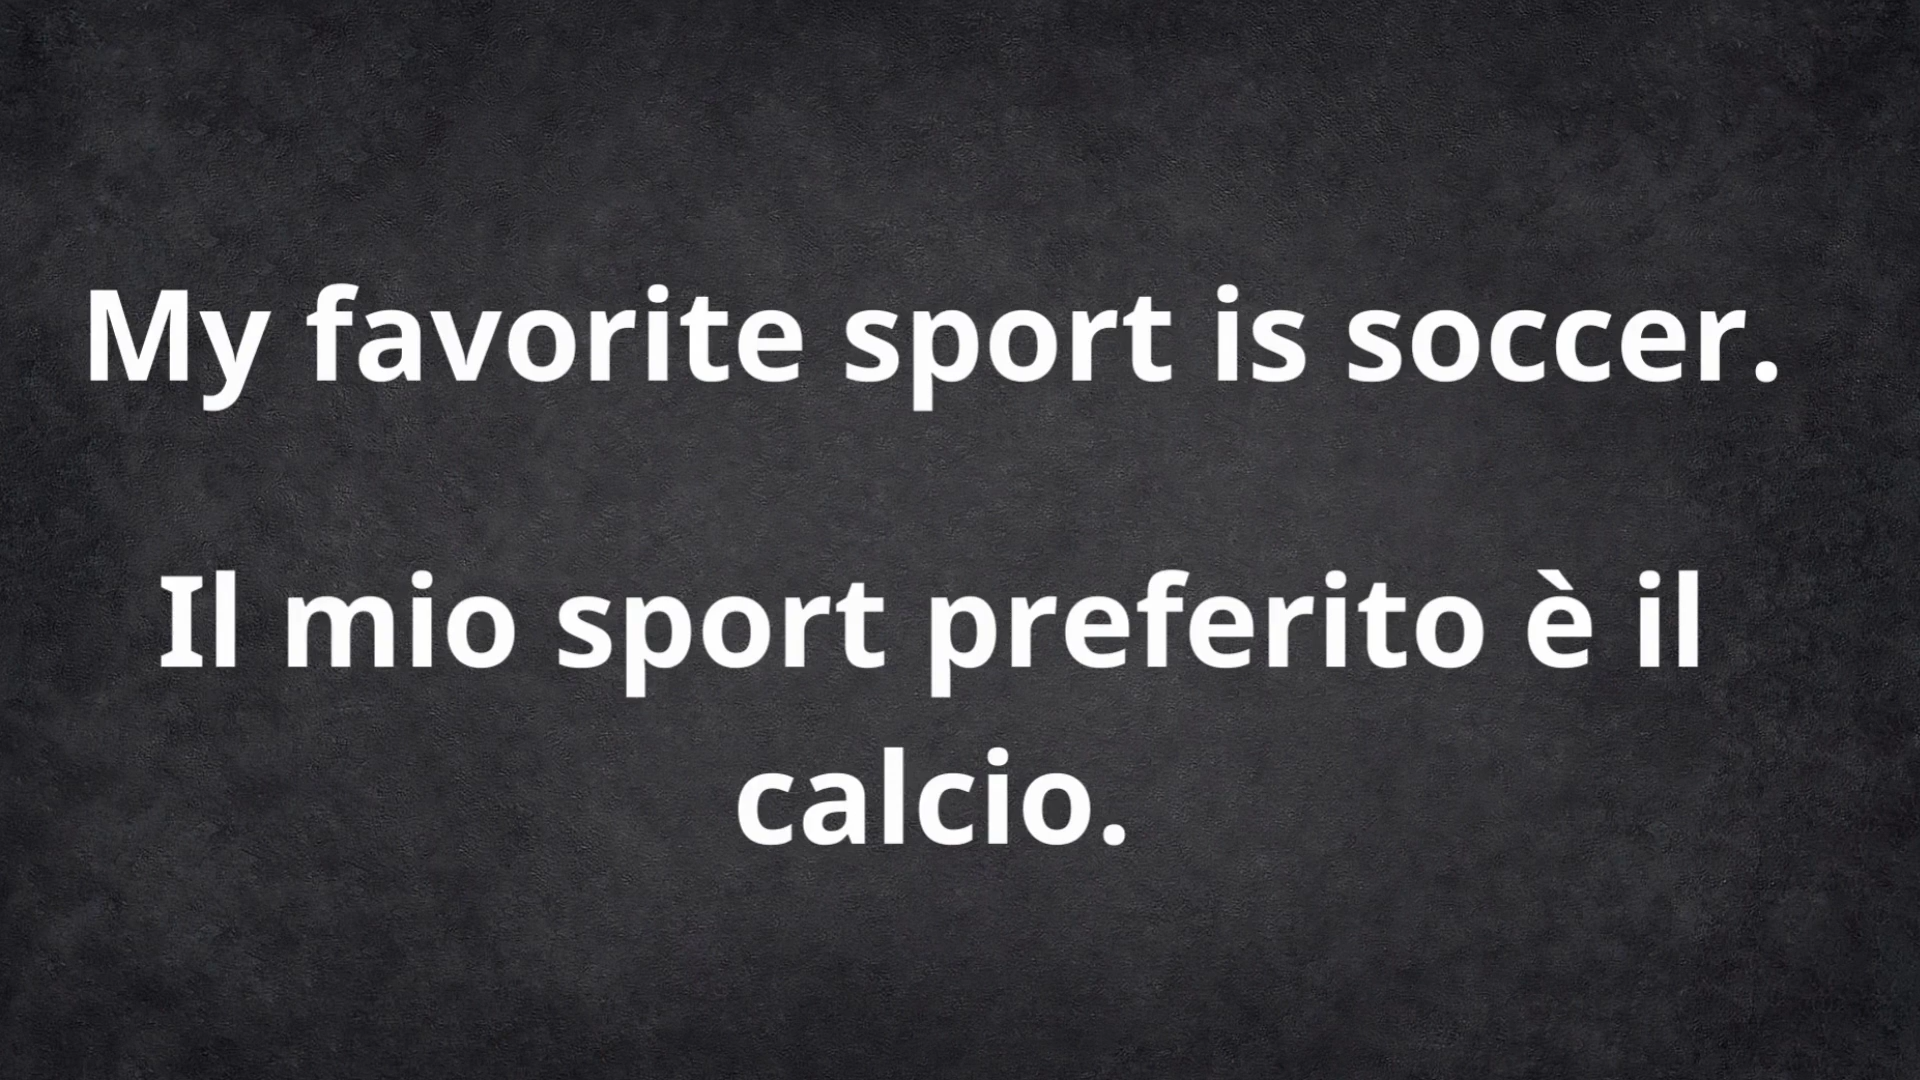 My favorite sport is soccer.
Il mio sport preferito è il
calcio.